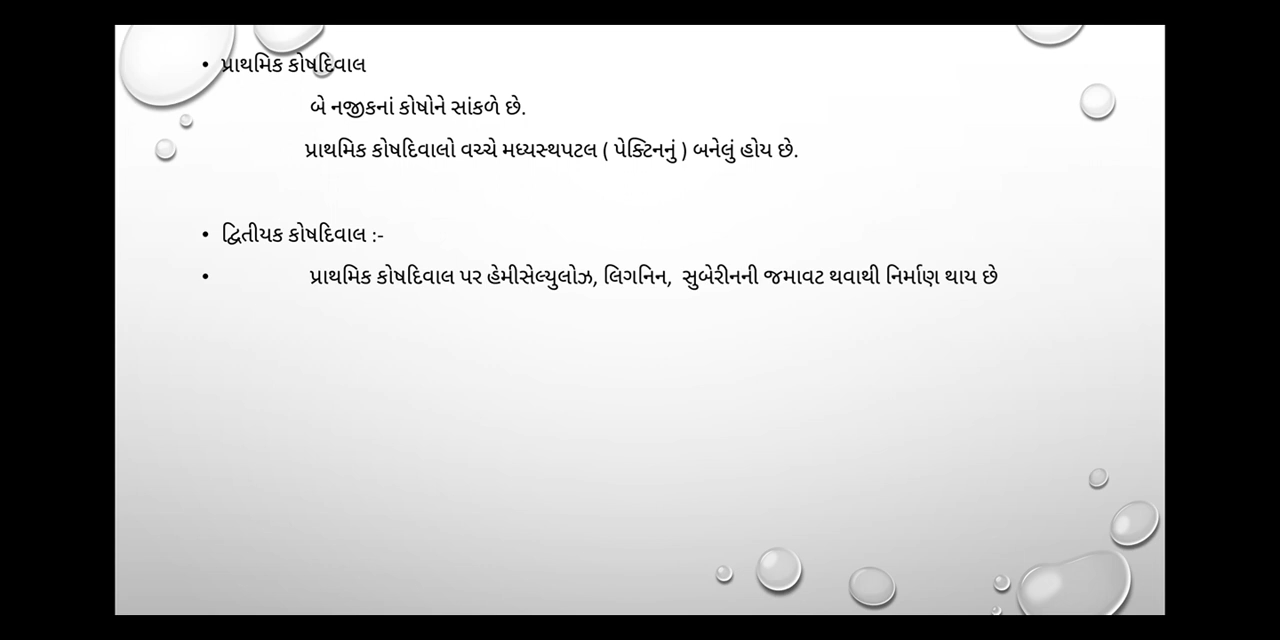 • પ્રાથમિક કોષદિવાલ
બે નજીકનાં કોષોને સાંકળે છે.
પ્રાથમિક કોષદિવાલો વચ્ચે મધ્યસ્થપટલ ( પેક્ટિનનું ) બનેલું હોય છે.
• દ્વિતીયક કોષદિવાલ :-
• પ્રાથમિક કોષદિવાલ પર હેમીસેલ્યુલોઝ, લિગનિન, સુબેરીનની જમાવટ થવાથી નિર્માણ થાય છે